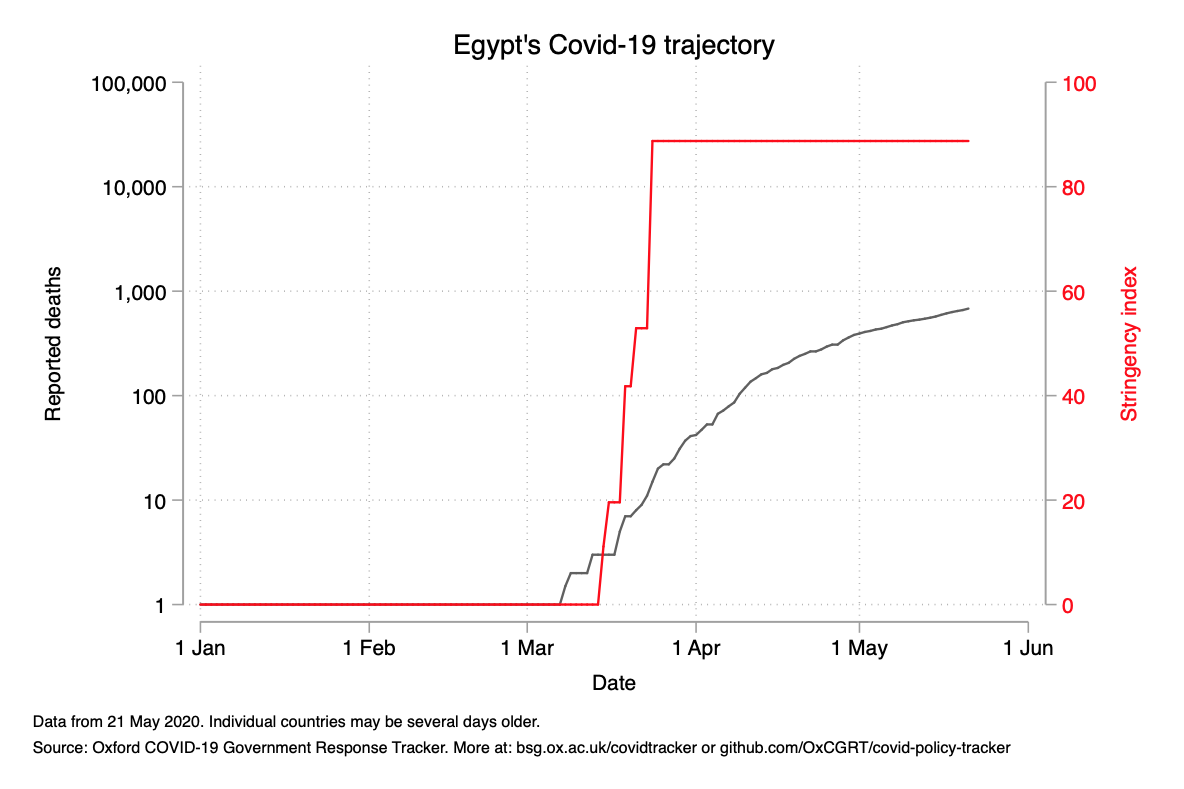 Egypt's Covid-19 trajectory
100,000
10,000
1,000
100
10
1
Reported deaths
100
80
60
40
20
0
Stringency index
1 Jan
1 Feb
1 Mar
1 Apr
1 May
1 Jun
Date
Data from 21 May 2020. Individual countries may be several days older.
Source: Oxford COVID-19 Government Response Tracker. More at: bsg.ox.ac.uk/covidtracker or github.com/OxCGRT/covid-policy-tracker